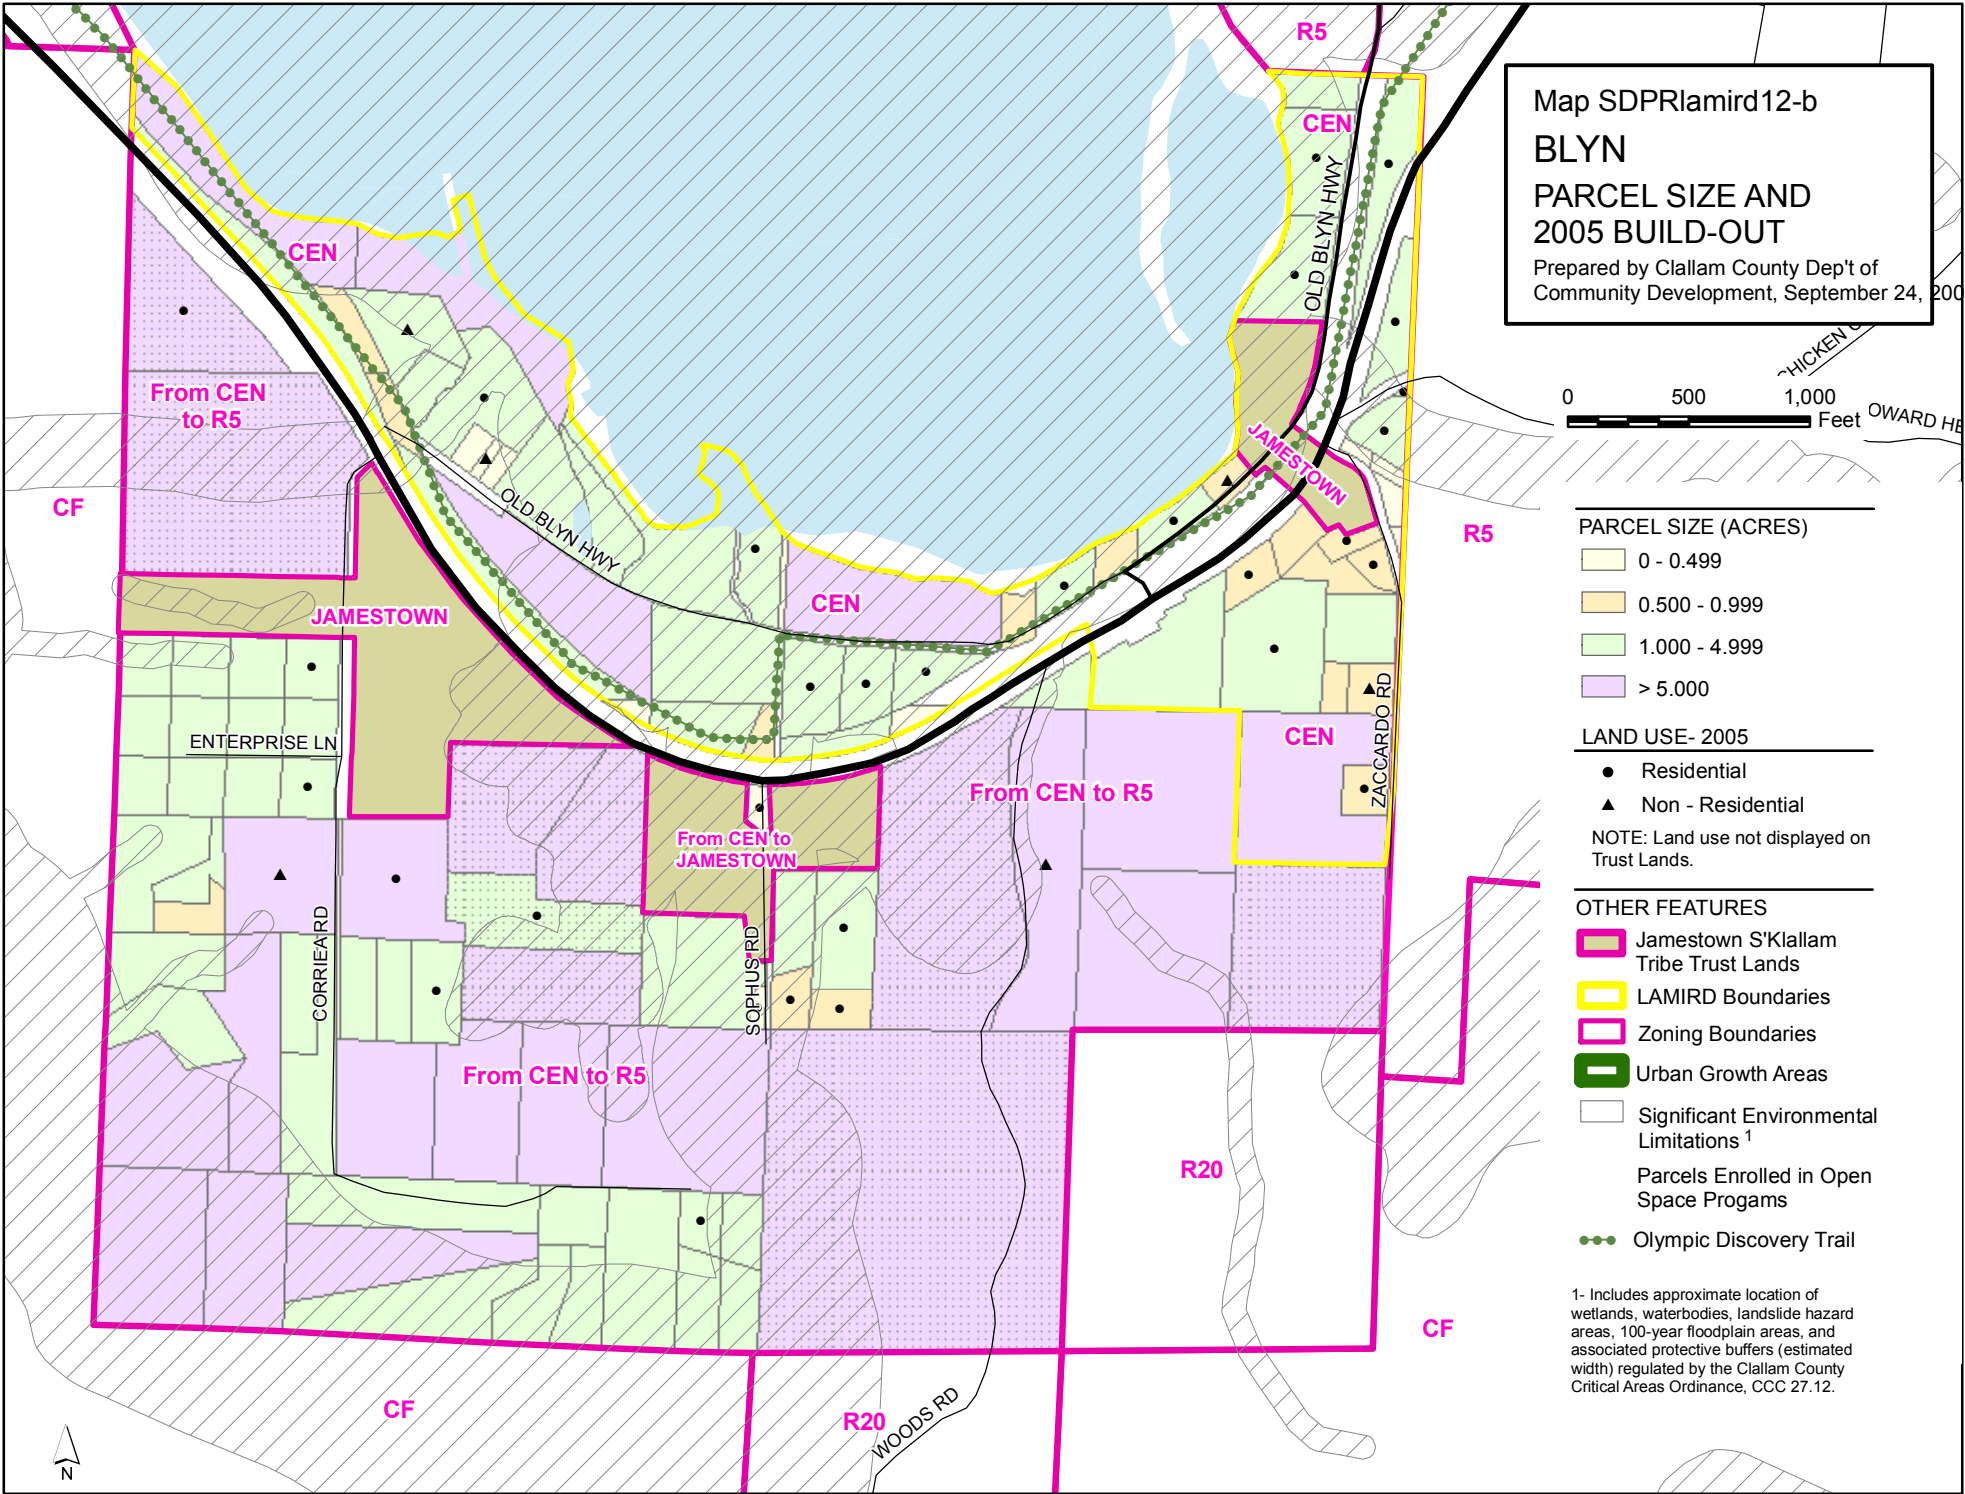 Map SDPRlamird12-b
BLYN
PARCEL SIZE AND
2005 BUILD-OUT
Prepared by Clallam County Dep't of
Community Development, September 24, 200
0 500 1,000
Feet
PARCEL SIZE (ACRES)
0 - 0.499
0.500 - 0.999
1.000 - 4.999
> 5.000
LAND USE- 2005
Residential
Non - Residential
NOTE: Land use not displayed on
Trust Lands.
OTHER FEATURES
Jamestown S'Klallam
Tribe Trust Lands
LAMIRD Boundaries
Zoning Boundaries
Urban Growth Areas
Significant Environmental
Limitations 1
Parcels Enrolled in Open
Space Progams
Olympic Discovery Trail
1- Includes approximate location of
wetlands, waterbodies, landslide hazard
areas, 100-year floodplain areas, and
associated protective buffers (estimated
width) regulated by the Clallam County
Critical Areas Ordinance, CCC 27.12.
R5
CEN
OLD BLYN HWY
CEN
From CEN
to R5
JAMESTOWN
CF
OLD BLYN HWY
R5
CEN
JAMESTOWN
ZACCARDO RD
CEN
ENTERPRISE LN
From CEN to R5
From CEN to
JAMESTOWN
CORRIEA RD
SOPHUS RD
From CEN to R5
R20
CF
CF
R20
WOODS RD
N
OWARD HE